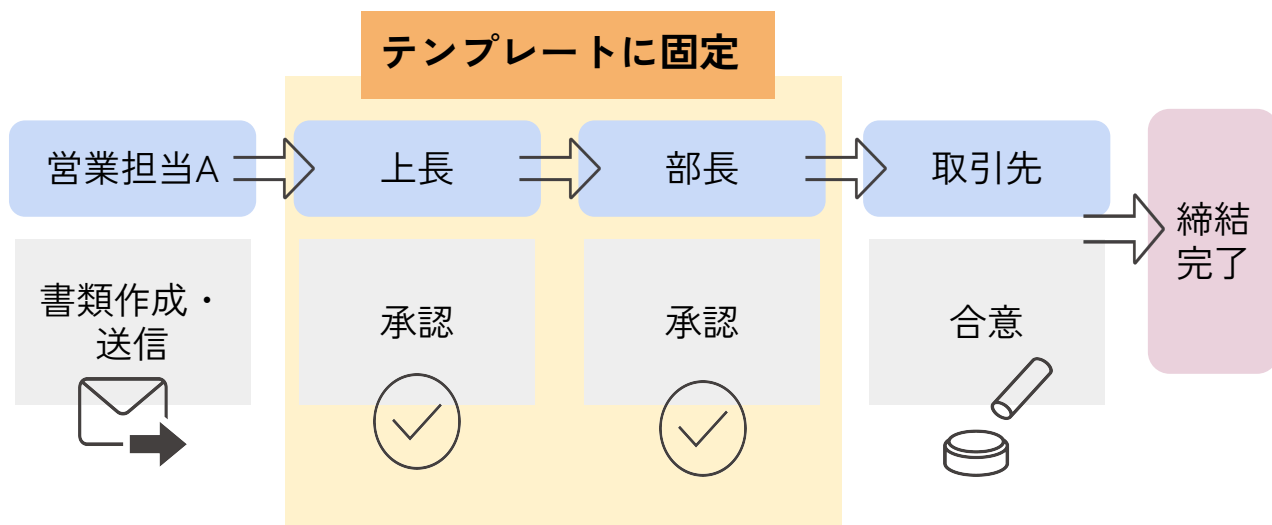 テンプレートに固定
営業担当A
上長
部長
取引先
締結
完了
書類作成・
送信
承認
承認
合意